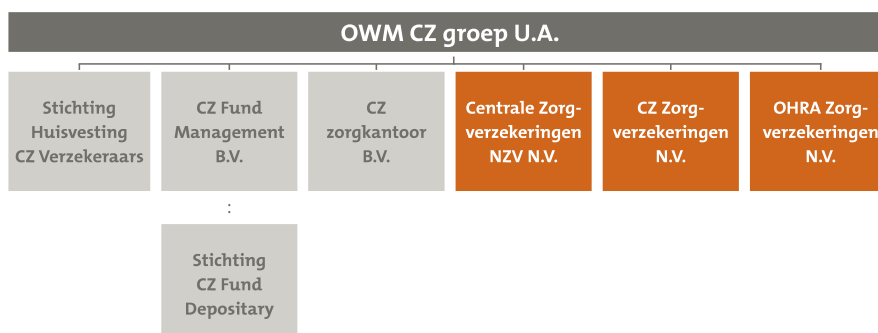 OWM CZ groep U.A.
Stichting
Huisvesting
CZ Verzekeraars
CZ Fund
Management
B.V.
CZ
zorgkantoor
B.V.
Centrale Zorg-
verzekeringen
NZV N.V.
CZ Zorg-
verzekeringen
N.V.
OHRA Zorg-
verzekeringen
N.V.
:
Stichting
CZ Fund
Depositary